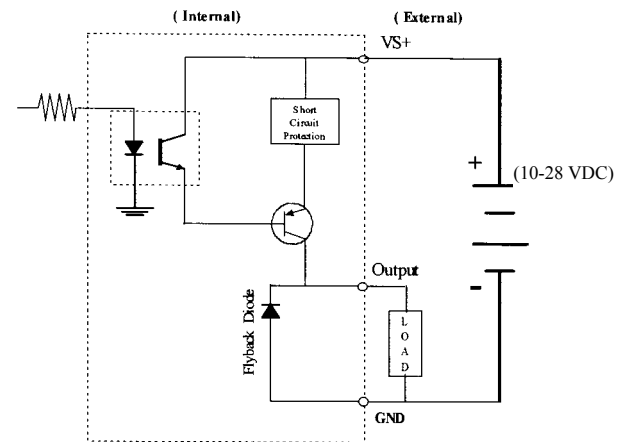 ( Internal)
( External)
VS+
Short
Circuit
Protection
+
(10-28 VDC)
Output
-
Flyback Diode
L
O
A
D
GND